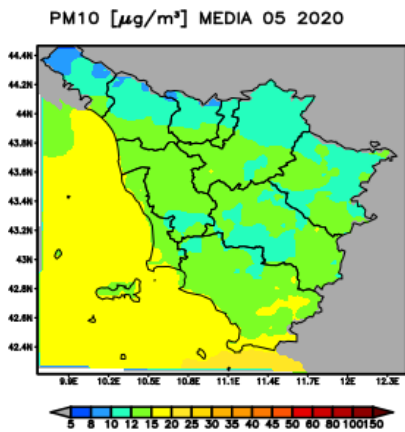 PM10 [μg/m³] MEDIA 05 2020
44.4N
44N
43.8N
43.6N
43.4N
43.2N
43N
42.8N
42.6N
42.4N
9.9E 10.2E 10.5E 10.8E 11.1E 11.4E 11.7E 12E 12.3E
5 8 10 12 15 20 25 30 35 40 45 50 60 80 100 150